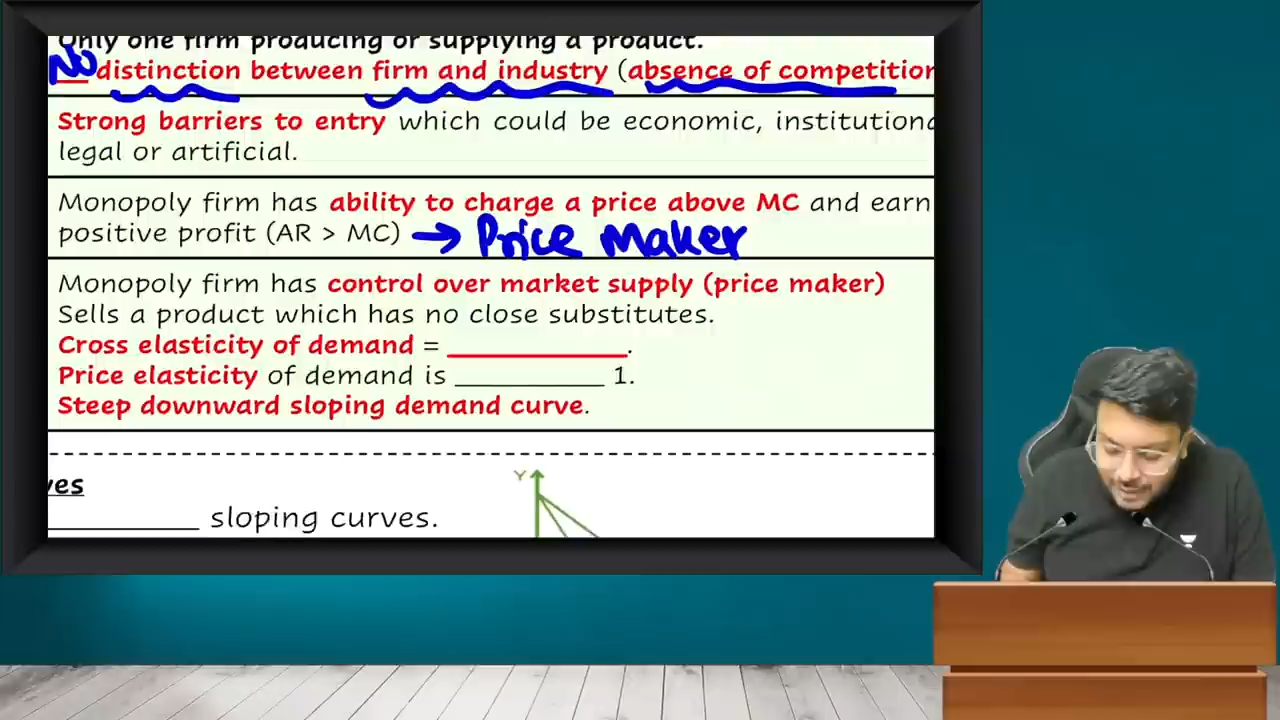 Only one firm producing or supplying a product.
No distinction between firm and industry (absence of competition
Strong barriers to entry which could be economic, institutiona
legal or artificial.
Monopoly firm has ability to charge a price above MC and earn
positive profit (AR > MC) → Price Maker
Monopoly firm has control over market supply (price maker)
Sells a product which has no close substitutes.
Cross elasticity of demand = ____________.
Price elasticity of demand is __________ 1.
Steep downward sloping demand curve.
ves
__________ sloping curves.
Y